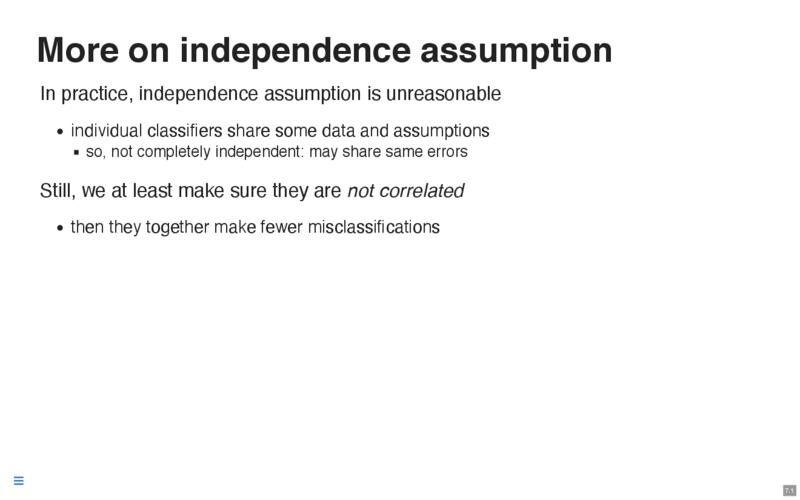 More on independence assumption
In practice, independence assumption is unreasonable
• individual classifiers share some data and assumptions
▪ so, not completely independent: may share same errors
Still, we at least make sure they are not correlated
• then they together make fewer misclassifications
7.1